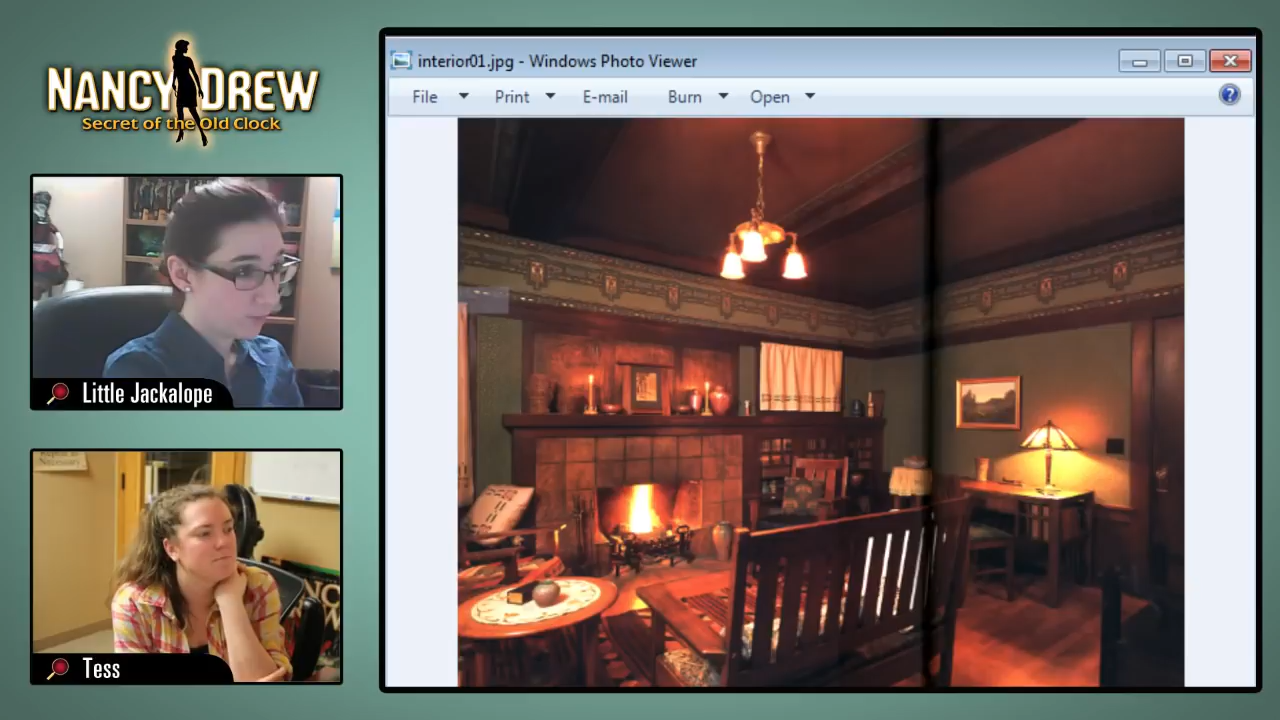 NANCY DREW
Secret of the Old Clock
interior01.jpg - Windows Photo Viewer
File
Print
E-mail
Burn
Open
Little Jackalope
Necessary
Tess